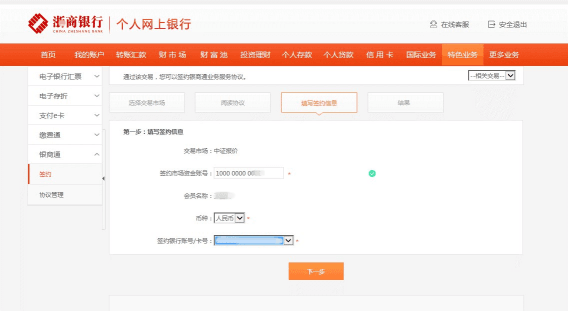 浙商银行 个人网上银行 在线客服 安全退出
CHINA ZHESHANG BANK
首页 我的账户 转账汇款 财富市场 财富池 投资理财 个人存款 个人贷款 信用卡 国际业务 特色业务 更多业务
电子银行汇票 通过该交易，您可以签约银商通业务服务协议。 ---相关交易---
电子存折 选择交易市场 阅读协议 填写签约信息 结果
支付e卡
缴费通 第一步：填写签约信息
银商通 交易市场：中证报价
签约 签约市场资金账号：1000 0000 0 *
协议管理 会员名称：
币种：人民币 *
签约银行账号/卡号： *
下一步